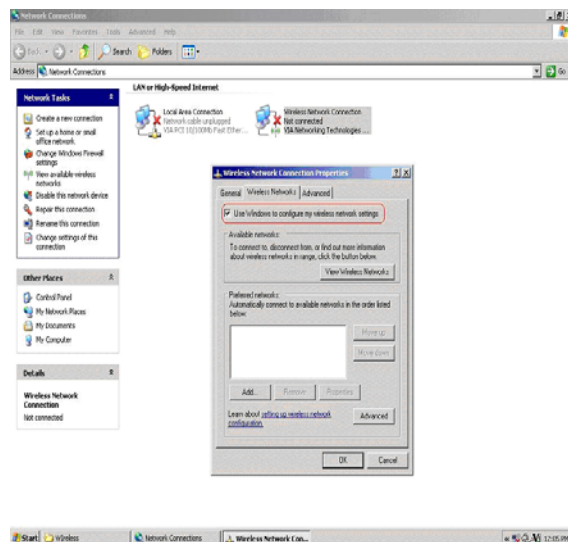 Network Connections
File Edit View Favorites Tools Advanced Help
Back Search Folders
Address Network Connections Go
Network Tasks
Create a new connection
Set up a home or small office network
Change Windows Firewall settings
View available wireless networks
Disable this network device
Repair this connection
Rename this connection
Change settings of this connection
Other Places
Control Panel
My Network Places
My Documents
My Computer
Details
Wireless Network Connection
Not connected
LAN or High-Speed Internet
Local Area Connection
Network cable unplugged
VIA PCI 10/100Mb Fast Ether...
Wireless Network Connection
Not connected
VIA Networking Technologies ...
Wireless Network Connection Properties
General Wireless Networks Advanced
Use Windows to configure my wireless network settings
Available networks:
To connect to, disconnect from, or find out more information
about wireless networks in range, click the button below.
View Wireless Networks
Preferred networks:
Automatically connect to available networks in the order listed
below:
Move up
Move down
Add... Remove Properties
Learn about setting up wireless network
configuration.
Advanced
OK Cancel
Start Wireless Network Connections Wireless Network Con... 12:05 PM